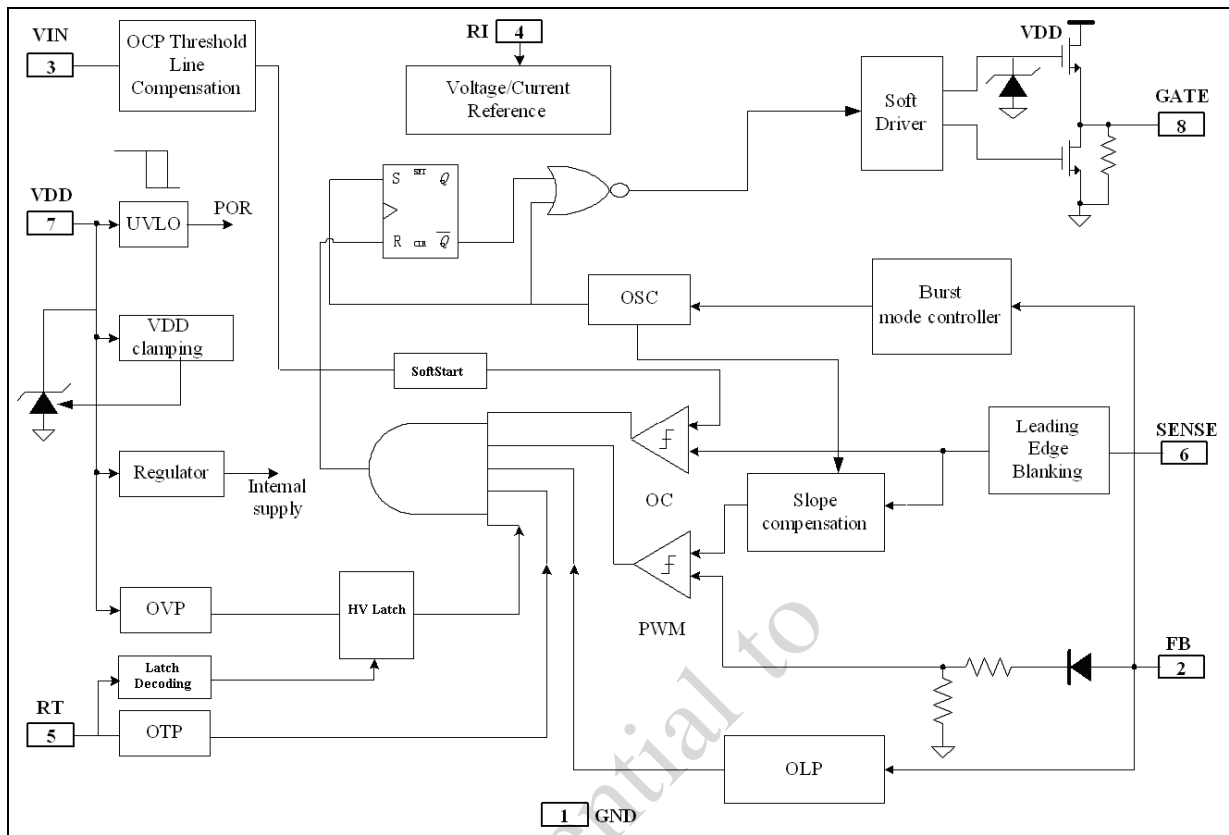 VIN
3
OCP Threshold
Line
Compensation
RI
4
Voltage/Current
Reference
VDD
Soft
Driver
GATE
8
VDD
7
UVLO
POR
S
SET
Q
R
CLR
Q
OSC
Burst
mode controller
VDD
clamping
SoftStart
Leading
Edge
Blanking
SENSE
6
Regulator
Internal
supply
OC
Slope
compensation
OVP
HV Latch
PWM
Latch
Decoding
FB
2
RT
5
OTP
OLP
1
GND
ential to